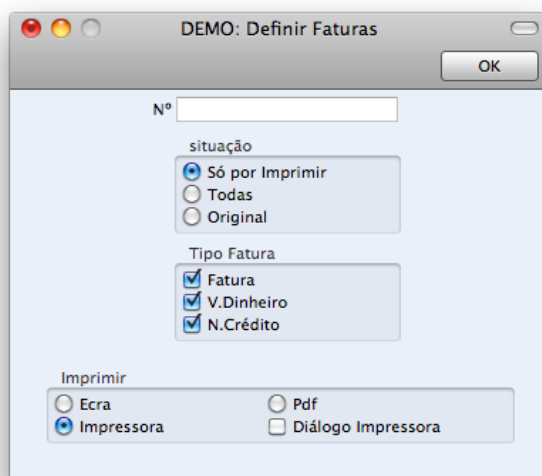 DEMO: Definir Faturas
OK
Nº
situação
Só por Imprimir
Todas
Original
Tipo Fatura
Fatura
V.Dinheiro
N.Crédito
Imprimir
Ecra
Pdf
Impressora
Diálogo Impressora